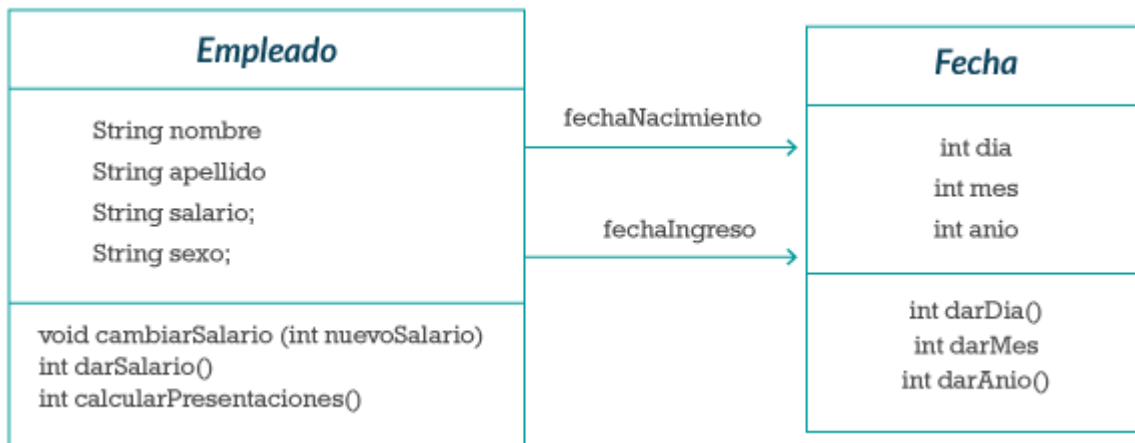 Empleado
String nombre
String apellido
String salario;
String sexo;
void cambiarSalario (int nuevoSalario)
int darSalario()
int calcularPresentaciones()
fechaNacimiento
fechaIngreso
Fecha
int dia
int mes
int anio
int darDia()
int darMes
int darAnio()